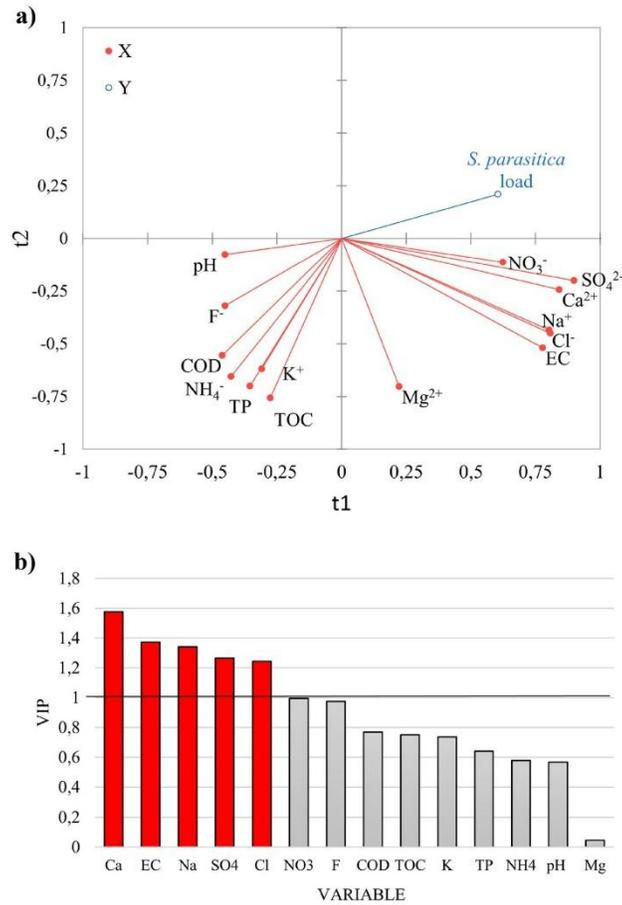 a)
X
Y
S. parasitica
load
1
0,75
0,5
0,25
0
-0,25
-0,5
-0,75
-1
t2
pH
F-
COD
NH4-
TP
K+
TOC
Mg2+
NO3-
SO42-
Ca2+
Na+
Cl-
EC
-1
-0,75
-0,5
-0,25
0
0,25
0,5
0,75
1
t1
b)
1,8
1,6
1,4
1,2
1
0,8
0,6
0,4
0,2
0
VIP
Ca EC Na SO4 Cl NO3 F COD TOC K TP NH4 pH Mg
VARIABLE